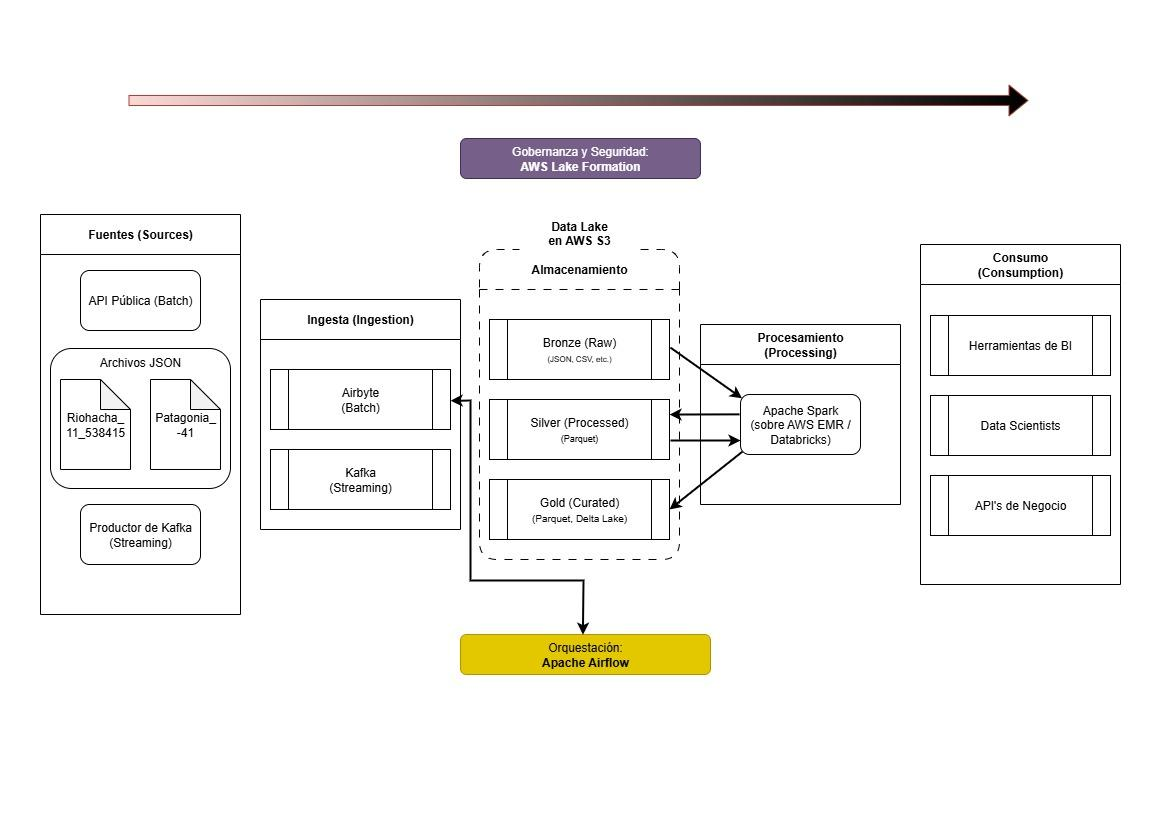 Gobernanza y Seguridad:
AWS Lake Formation
Fuentes (Sources)
API Pública (Batch)
Archivos JSON
Riohacha_
11_538415
Patagonia_
-41
Productor de Kafka
(Streaming)
Ingesta (Ingestion)
Airbyte
(Batch)
Kafka
(Streaming)
Data Lake
en AWS S3
Almacenamiento
Bronze (Raw)
(JSON, CSV, etc.)
Silver (Processed)
(Parquet)
Gold (Curated)
(Parquet, Delta Lake)
Procesamiento
(Processing)
Apache Spark
(sobre AWS EMR /
Databricks)
Consumo
(Consumption)
Herramientas de BI
Data Scientists
API's de Negocio
Orquestación:
Apache Airflow